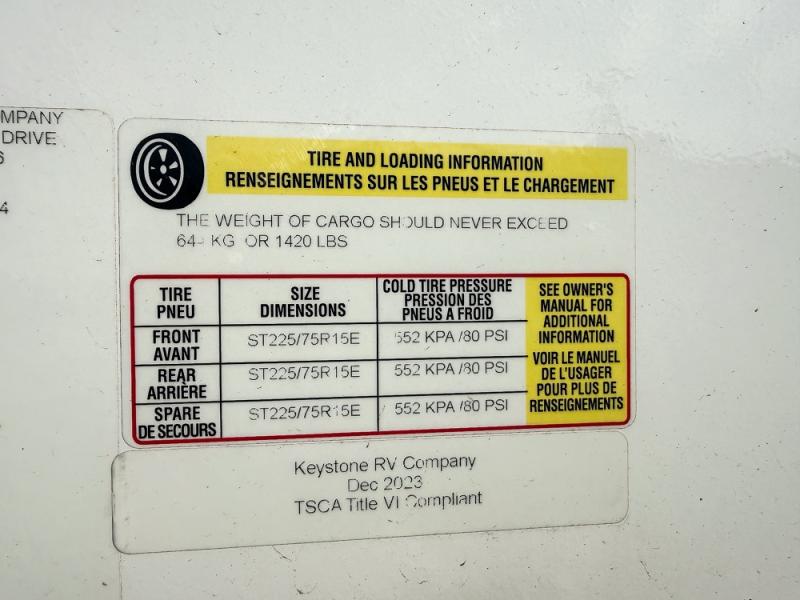 MPANY
DRIVE
6
4
TIRE AND LOADING INFORMATION
RENSEIGNEMENTS SUR LES PNEUS ET LE CHARGEMENT
THE WEIGHT OF CARGO SHOULD NEVER EXCEED
KG OR 1420 LBS
TIRE
PNEU
SIZE
DIMENSIONS
COLD TIRE PRESSURE
PRESSION DES
PNEUS A FROID
SEE OWNER'S
MANUAL FOR
ADDITIONAL
INFORMATION
VOIR LE MANUEL
DE L'USAGER
POUR PLUS DE
RENSEIGNEMENTS
FRONT
AVANT
ST225/75R15E
552 KPA /80 PSI
REAR
ARRIÈRE
ST225/75R15E
552 KPA /80 PSI
SPARE
DE SECOURS
ST225/75R15E
552 KPA /80 PSI
Keystone RV Company
Dec 2023
TSCA Title VI Compliant